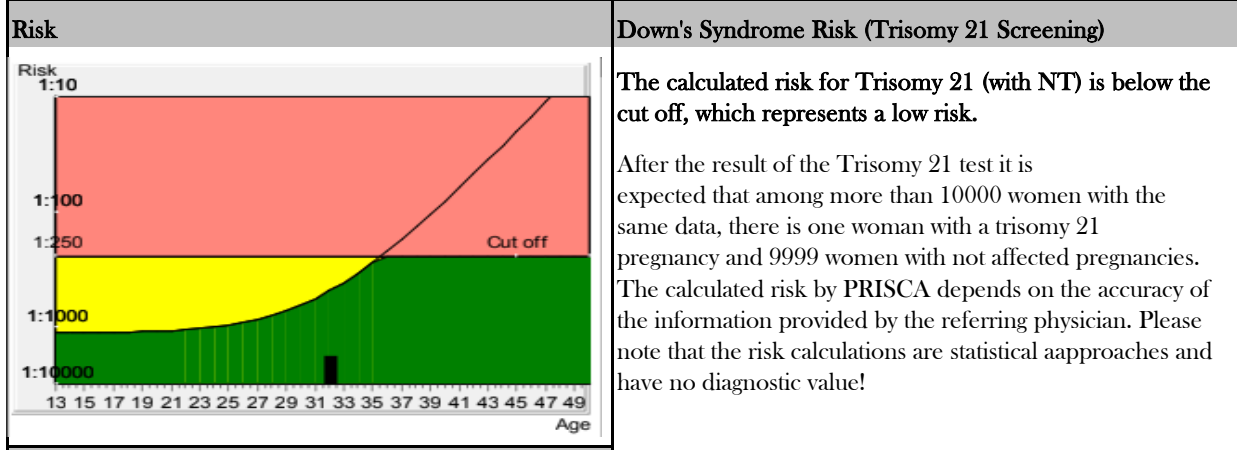 Risk
Down's Syndrome Risk (Trisomy 21 Screening)
Risk
1:10
1:100
1:250
Cut off
1:1000
1:10000
13 15 17 19 21 23 25 27 29 31 33 35 37 39 41 43 45 47 49
Age
The calculated risk for Trisomy 21 (with NT) is below the
cut off, which represents a low risk.
After the result of the Trisomy 21 test it is
expected that among more than 10000 women with the
same data, there is one woman with a trisomy 21
pregnancy and 9999 women with not affected pregnancies.
The calculated risk by PRISCA depends on the accuracy of
the information provided by the referring physician. Please
note that the risk calculations are statistical aapproaches and
have no diagnostic value!